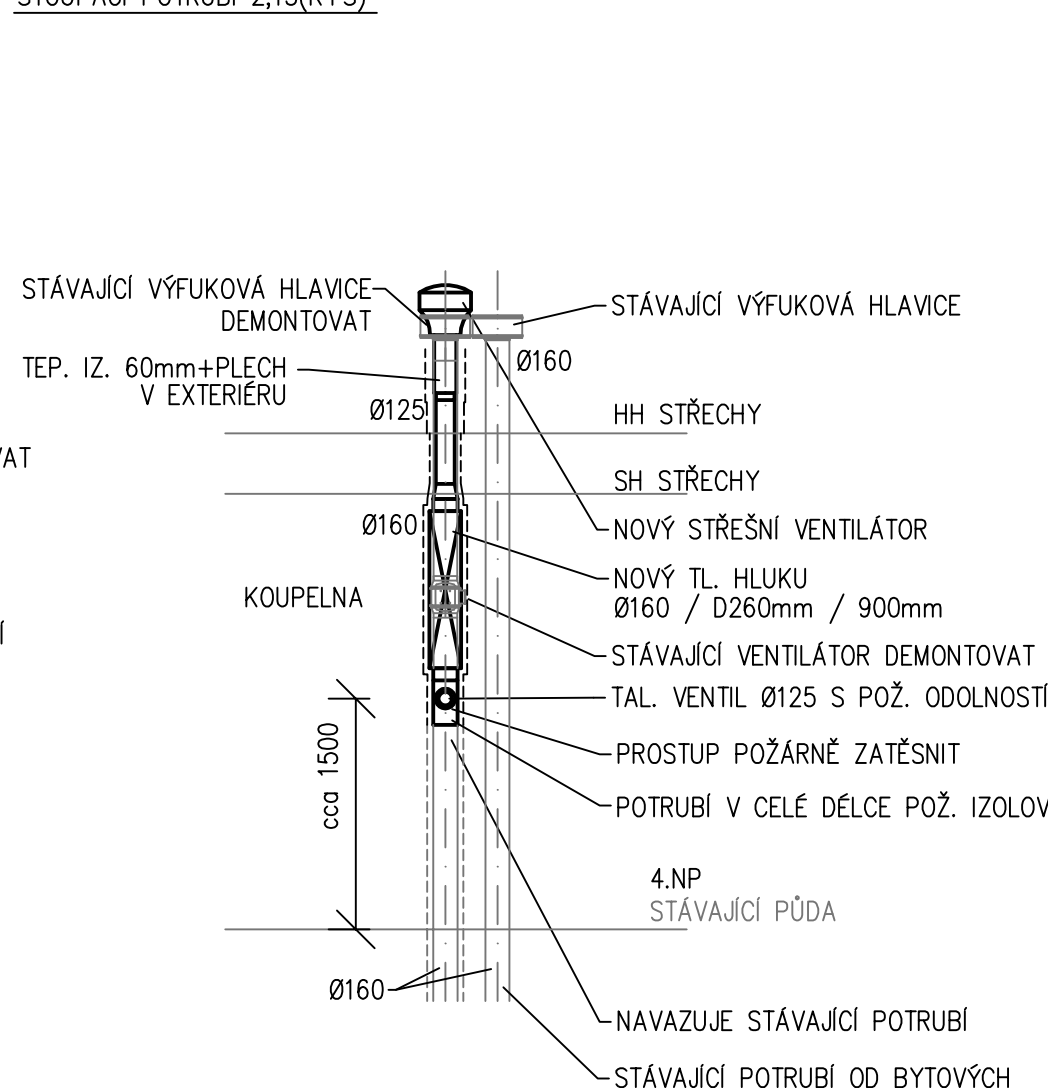 STÁVAJÍCÍ VÝFUKOVÁ HLAVICE
DEMONTOVAT
STÁVAJÍCÍ VÝFUKOVÁ HLAVICE
TEP. IZ. 60mm+PLECH
V EXTERIÉRU
Ø160
Ø125
HH STŘECHY
SH STŘECHY
Ø160
NOVÝ STŘEŠNÍ VENTILÁTOR
NOVÝ TL. HLUKU
Ø160 / D260mm / 900mm
KOUPELNA
STÁVAJÍCÍ VENTILÁTOR DEMONTOVAT
TAL. VENTIL Ø125 S POŽ. ODOLNOSTÍ
PROSTUP POŽÁRNĚ ZATĚSNIT
cca 1500
POTRUBÍ V CELÉ DÉLCE POŽ. IZOLOV
4.NP
STÁVAJÍCÍ PŮDA
Ø160
NAVAZUJE STÁVAJÍCÍ POTRUBÍ
STÁVAJÍCÍ POTRUBÍ OD BYTOVÝCH